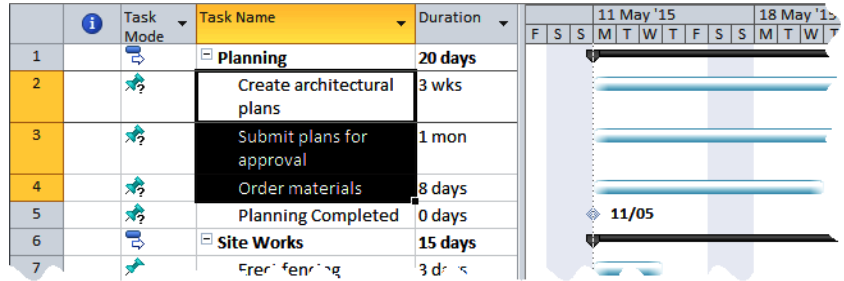 Task Mode Task Name Duration 11 May '15 18 May '15
F S S M T W T F S S M T W T
1 Planning 20 days
2 Create architectural plans 3 wks
3 Submit plans for approval 1 mon
4 Order materials 8 days
5 Planning Completed 0 days 11/05
6 Site Works 15 days
7